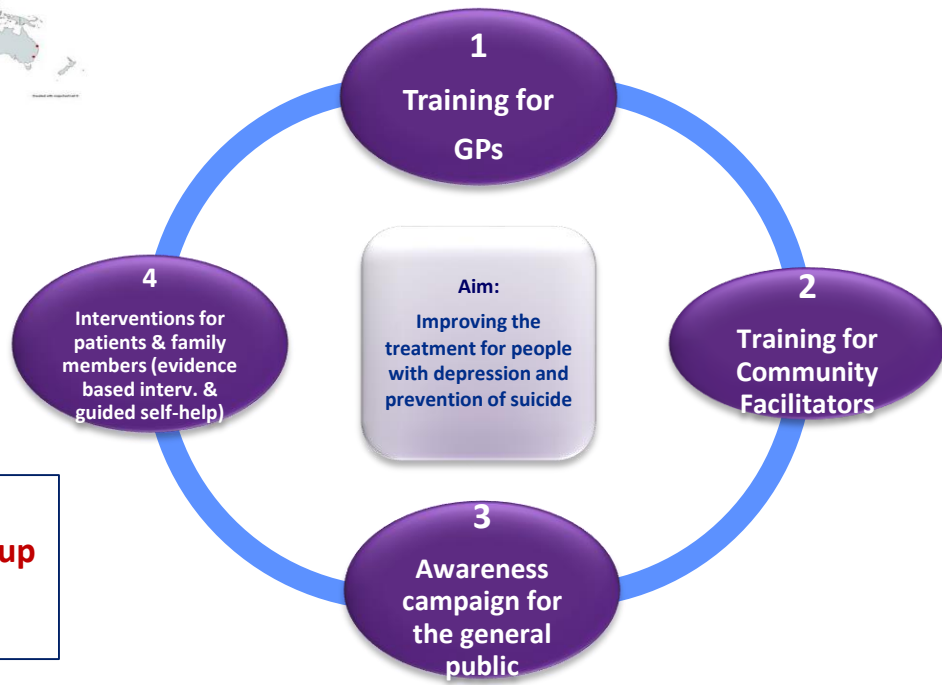 1
Training for
GPs
2
Training for
Community
Facilitators
3
Awareness
campaign for
the general
public
4
Interventions for
patients & family
members (evidence
based interv. &
guided self-help)
Aim:
Improving the
treatment for people
with depression and
prevention of suicide
up